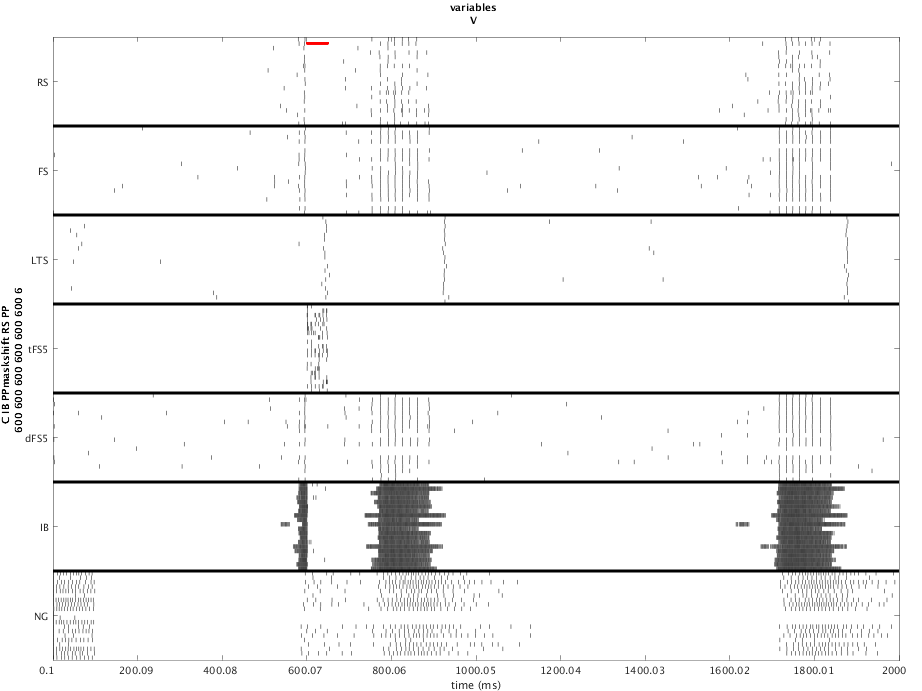 variables
V
RS
FS
LTS
tFS5
dFS5
IB
NG
C IB PPmaskshift RS PP
600 600 600 600 600 600 6
0.1 200.09 400.08 600.07 800.06 1000.05 1200.04 1400.03 1600.02 1800.01 2000
time (ms)